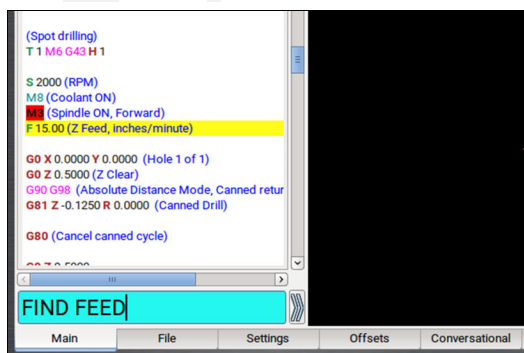 (Spot drilling)
T 1 M6 G43 H 1
S 2000 (RPM)
M8 (Coolant ON)
M3 (Spindle ON, Forward)
F 15.00 (Z Feed, inches/minute)
G0 X 0.0000 Y 0.0000 (Hole 1 of 1)
G0 Z 0.5000 (Z Clear)
G90 G98 (Absolute Distance Mode, Canned retur
G81 Z -0.1250 R 0.0000 (Canned Drill)
G80 (Cancel canned cycle)
G0 Z 0.5000
FIND FEED
Main File Settings Offsets Conversational